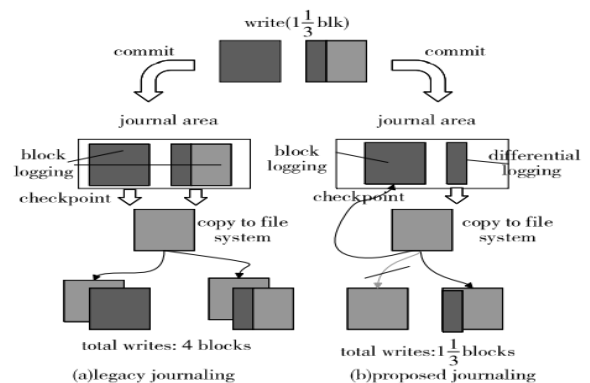 write(1 1/3 blk)
commit
commit
journal area
journal area
block
logging
block
logging
differential
logging
checkpoint
checkpoint
copy to file
system
copy to file
system
total writes: 4 blocks
total writes:1 1/3 blocks
(a)legacy journaling
(b)proposed journaling